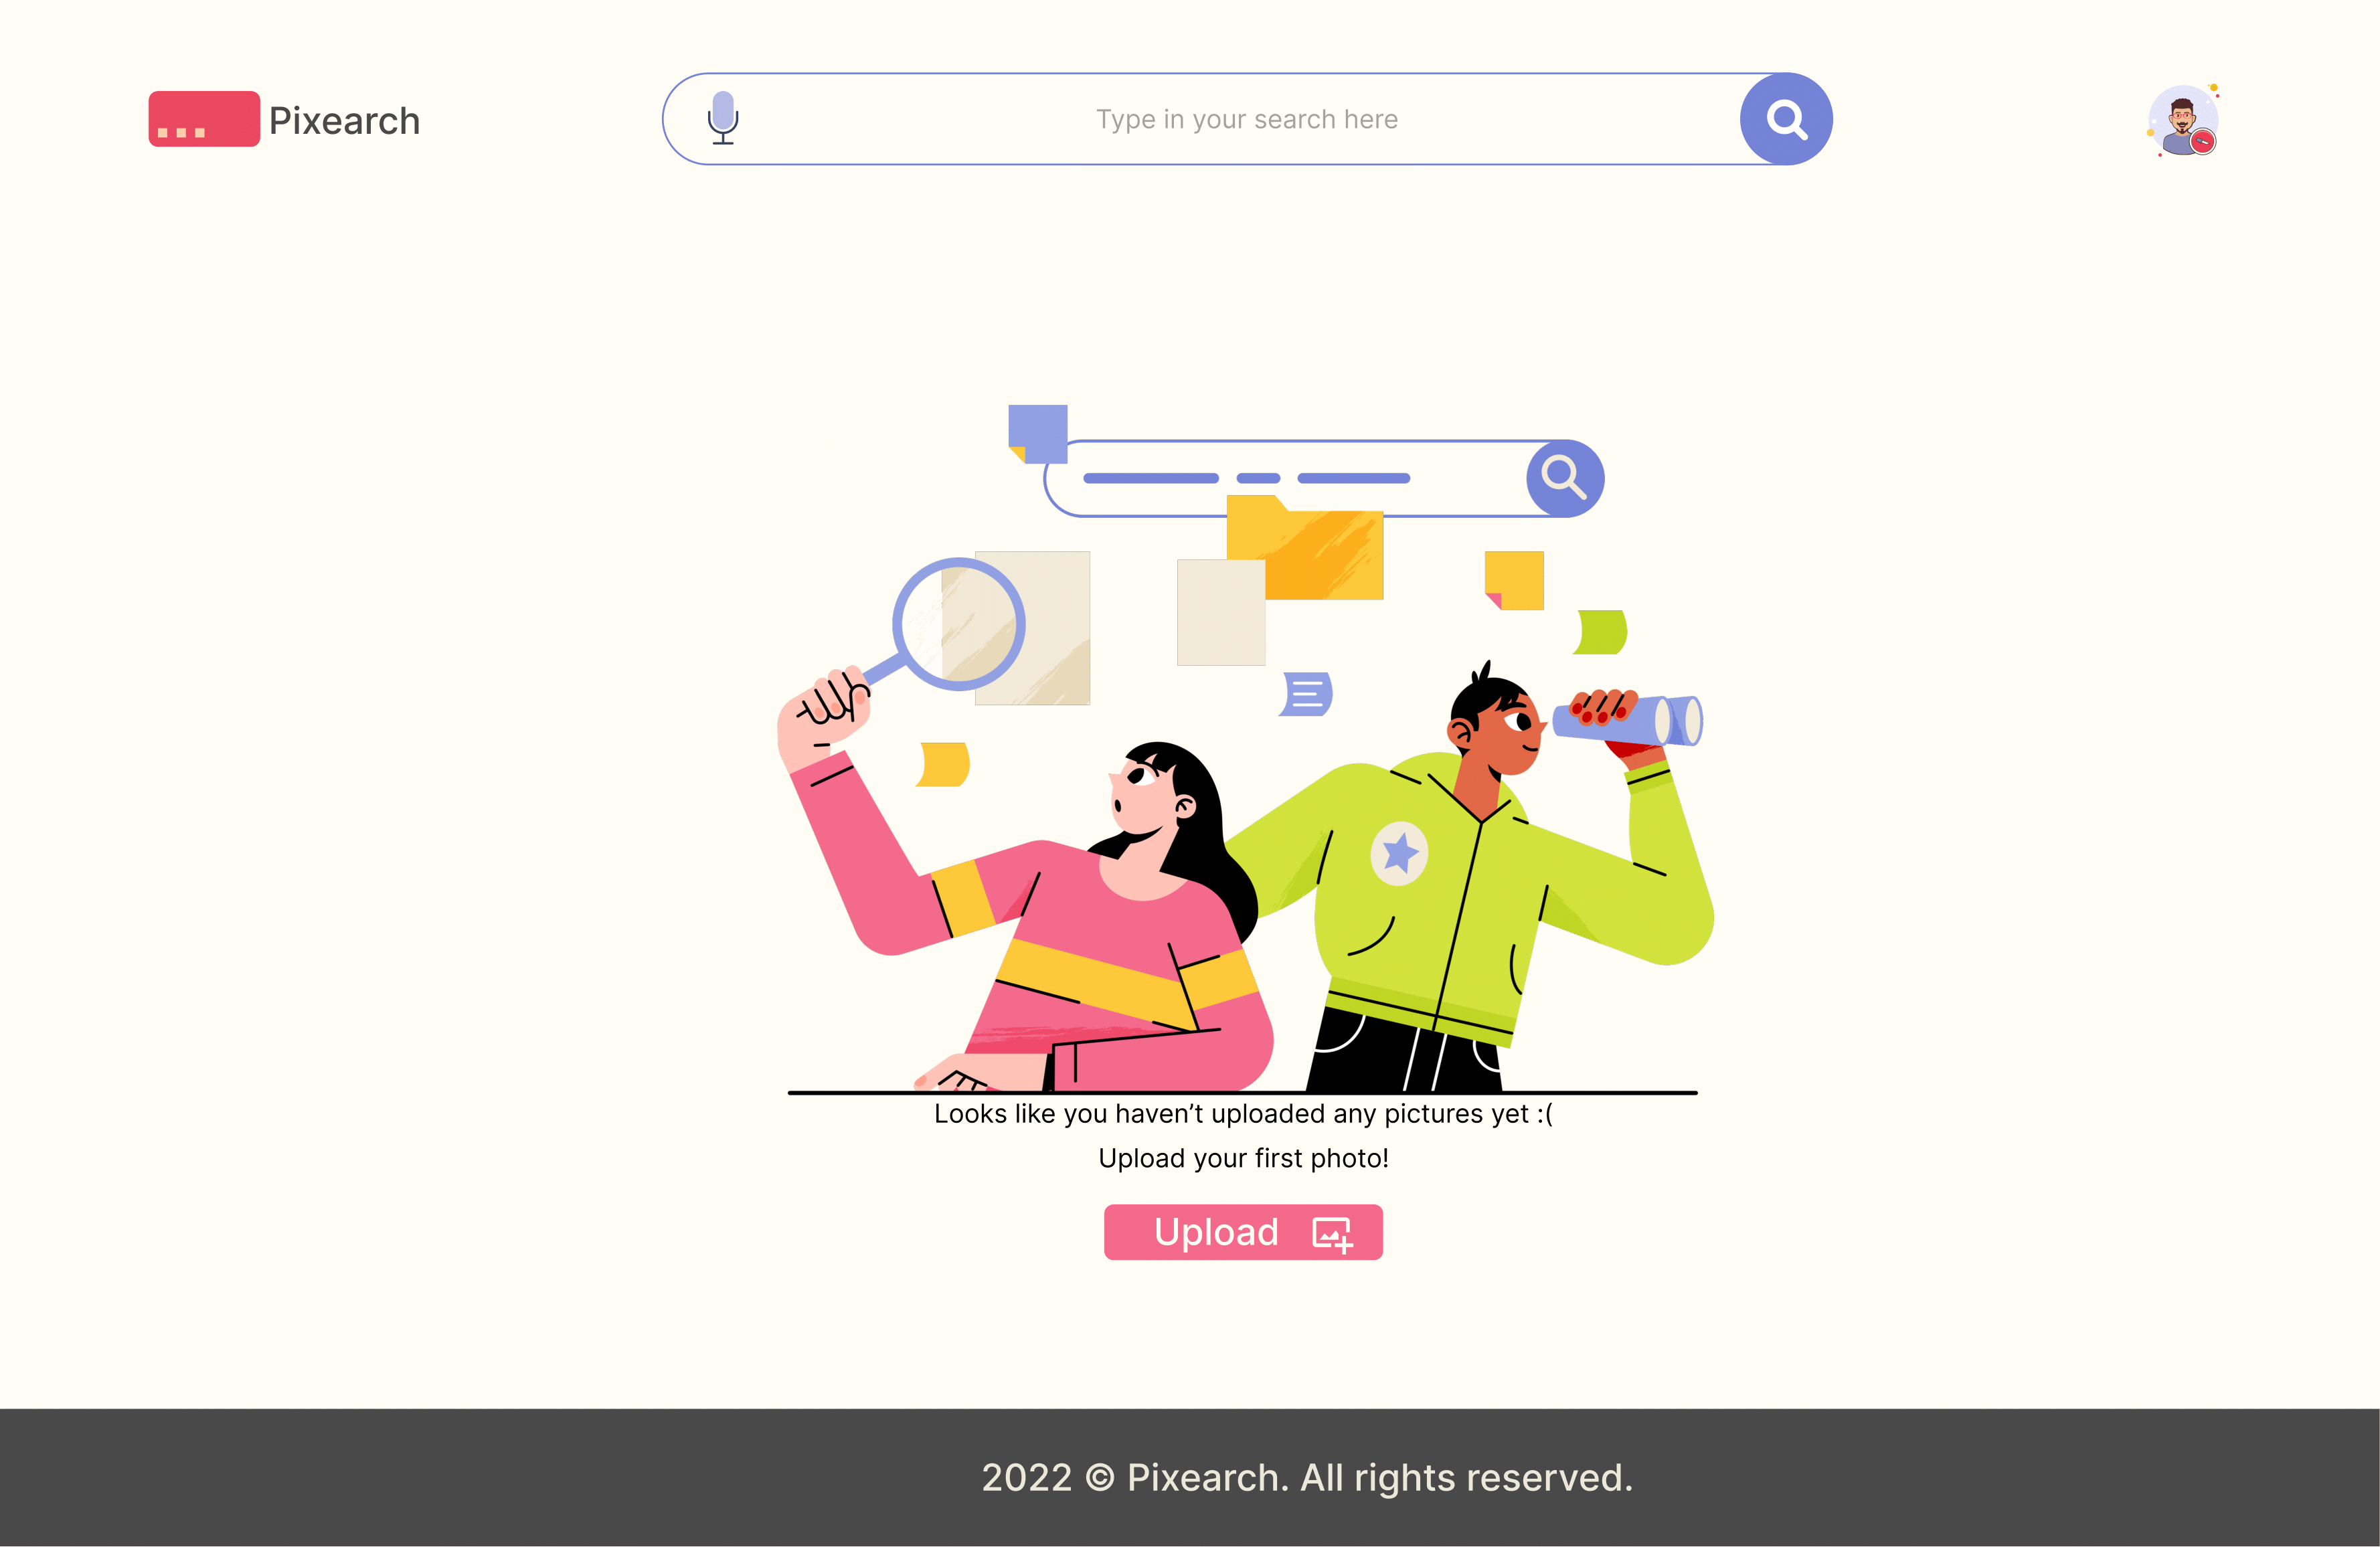 Pixearch
Type in your search here
Looks like you haven’t uploaded any pictures yet :(
Upload your first photo!
Upload
2022 © Pixearch. All rights reserved.